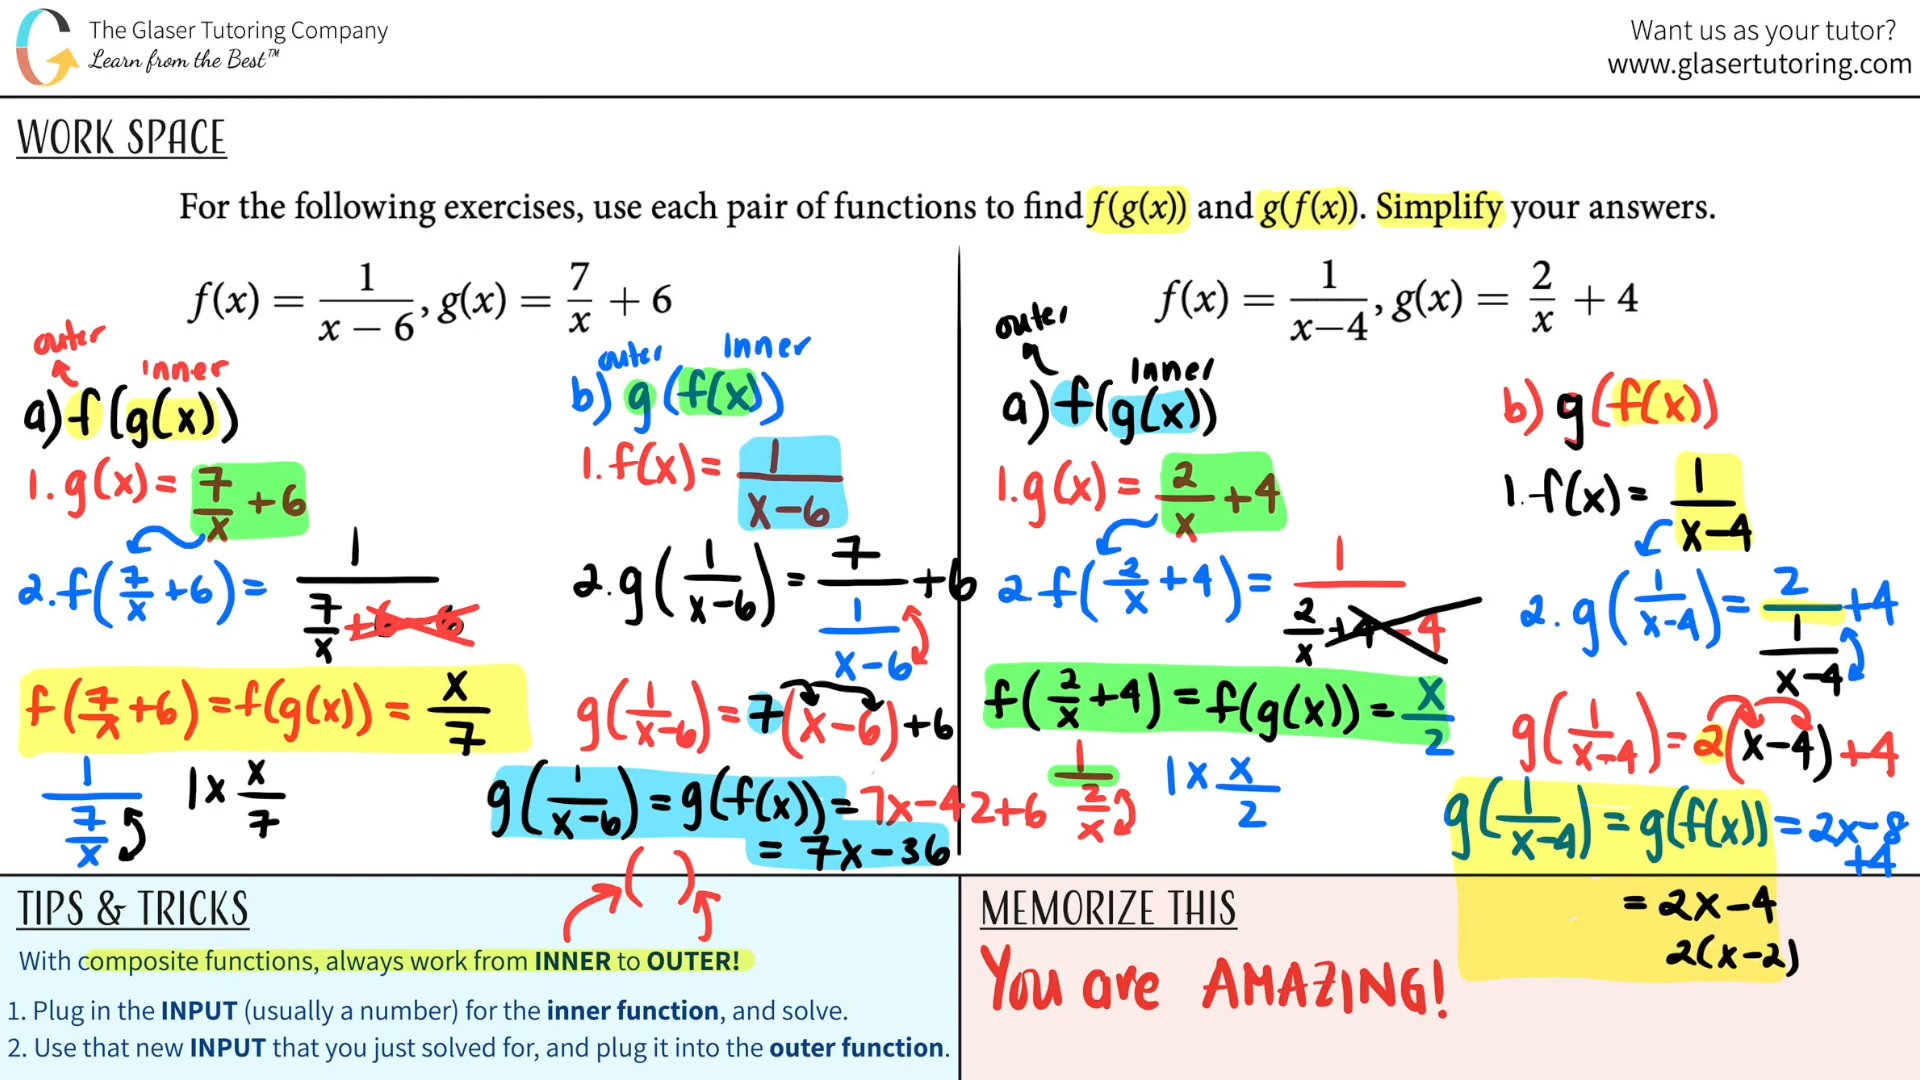 The Glaser Tutoring Company
Learn from the Best™
Want us as your tutor?
www.glasertutoring.com
WORK SPACE
For the following exercises, use each pair of functions to find f(g(x)) and g(f(x)). Simplify your answers.
f(x) = 1/(x − 6), g(x) = 7/x + 6
outer
inner
a) f(g(x))
1. g(x) = 7/x + 6
2. f(7/x + 6) = 1/(7/x + 6 − 6)
f(7/x + 6) = f(g(x)) = x/7
1/(7/x)
1 x x/7
outer
inner
b) g(f(x))
1. f(x) = 1/(x − 6)
2. g(1/(x−6)) = 7/(1/(x−6)) + 6
g(1/(x−6)) = 7(x − 6) + 6
g(1/(x−6)) = g(f(x)) = 7x − 42 + 6
= 7x − 36
( )
f(x) = 1/(x−4), g(x) = 2/x + 4
outer
inner
a) f(g(x))
1. g(x) = 2/x + 4
2. f(2/x + 4) = 1/(2/x + 4 − 4)
f(2/x + 4) = f(g(x)) = x/2
1/(2/x)
1 x x/2
b) g(f(x))
1. f(x) = 1/(x−4)
2. g(1/(x−4)) = 2/(1/(x−4)) + 4
g(1/(x−4)) = 2(x−4) + 4
g(1/(x−4)) = g(f(x)) = 2x − 8
+4
= 2x − 4
2(x−2)
TIPS & TRICKS
With composite functions, always work from INNER to OUTER!
1. Plug in the INPUT (usually a number) for the inner function, and solve.
2. Use that new INPUT that you just solved for, and plug it into the outer function.
MEMORIZE THIS
You are AMAZING!